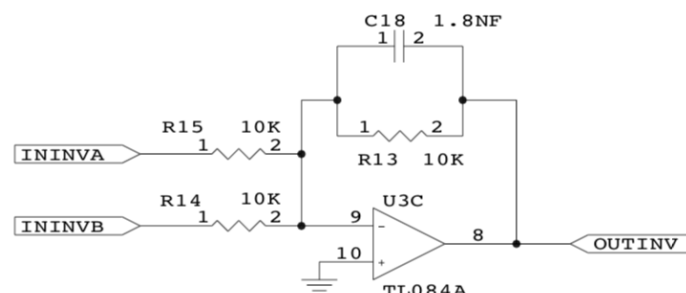 C18 1.8NF
1 2
R15 10K
1 2
1 2
ININVA
R13 10K
R14 10K
1 2
U3C
9
-
8
ININVB
OUTINV
10
+
TL084A